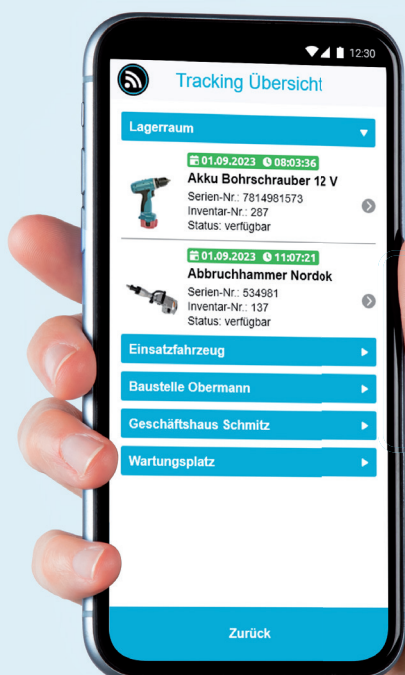 12:30
Tracking Übersicht
Lagerraum
01.09.2023 08:03:36
Akku Bohrschrauber 12 V
Serien-Nr.: 7814981573
Inventar-Nr.: 287
Status: verfügbar
01.09.2023 11:07:21
Abbruchhammer Nordok
Serien-Nr.: 534981
Inventar-Nr.: 137
Status: verfügbar
Einsatzfahrzeug
Baustelle Obermann
Geschäftshaus Schmitz
Wartungsplatz
Zurück